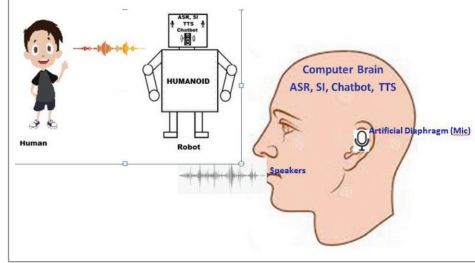 ASR, SI
TTS
Chatbot
HUMANOID
Human
Robot
Computer Brain
ASR, SI, Chatbot, TTS
Artificial Diaphragm (Mic)
Speakers